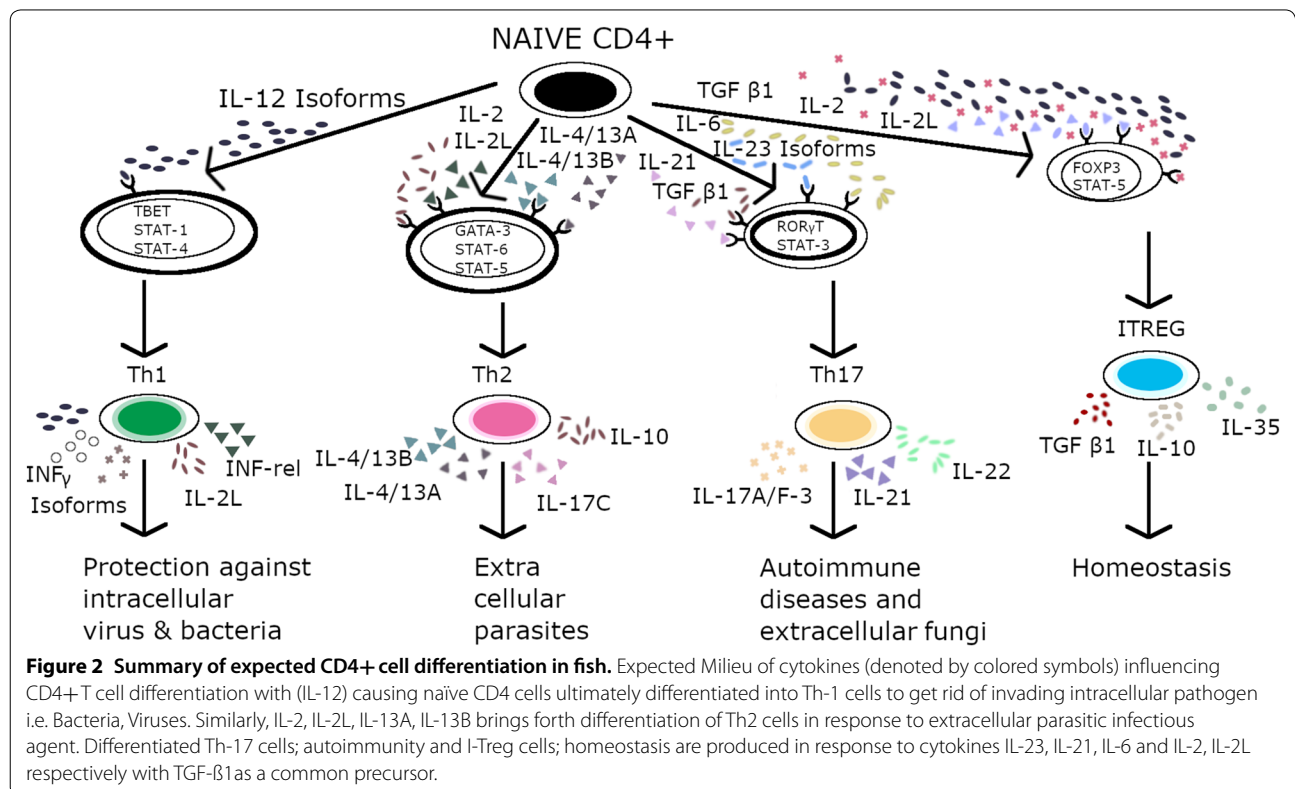 NAIVE CD4+
IL-12 Isoforms
IL-2
IL-2L
IL-4/13A
IL-4/13B
IL-6
IL-23 Isoforms
IL-21
TGF β1
TGF β1
IL-2
IL-2L
TBET
STAT-1
STAT-4
GATA-3
STAT-6
STAT-5
RORγT
STAT-3
FOXP3
STAT-5
Th1
Th2
Th17
ITREG
INFγ
Isoforms
IL-2L
INF-rel
IL-4/13B
IL-4/13A
IL-10
IL-17C
IL-17A/F-3
IL-21
IL-22
TGF β1
IL-10
IL-35
Protection against
intracellular
virus & bacteria
Extra
cellular
parasites
Autoimmune
diseases and
extracellular fungi
Homeostasis
Figure 2 Summary of expected CD4+ cell differentiation in fish. Expected Milieu of cytokines (denoted by colored symbols) influencing
CD4+ T cell differentiation with (IL-12) causing naïve CD4 cells ultimately differentiated into Th-1 cells to get rid of invading intracellular pathogen
i.e. Bacteria, Viruses. Similarly, IL-2, IL-2L, IL-13A, IL-13B brings forth differentiation of Th2 cells in response to extracellular parasitic infectious
agent. Differentiated Th-17 cells; autoimmunity and I-Treg cells; homeostasis are produced in response to cytokines IL-23, IL-21, IL-6 and IL-2, IL-2L
respectively with TGF-ß1as a common precursor.